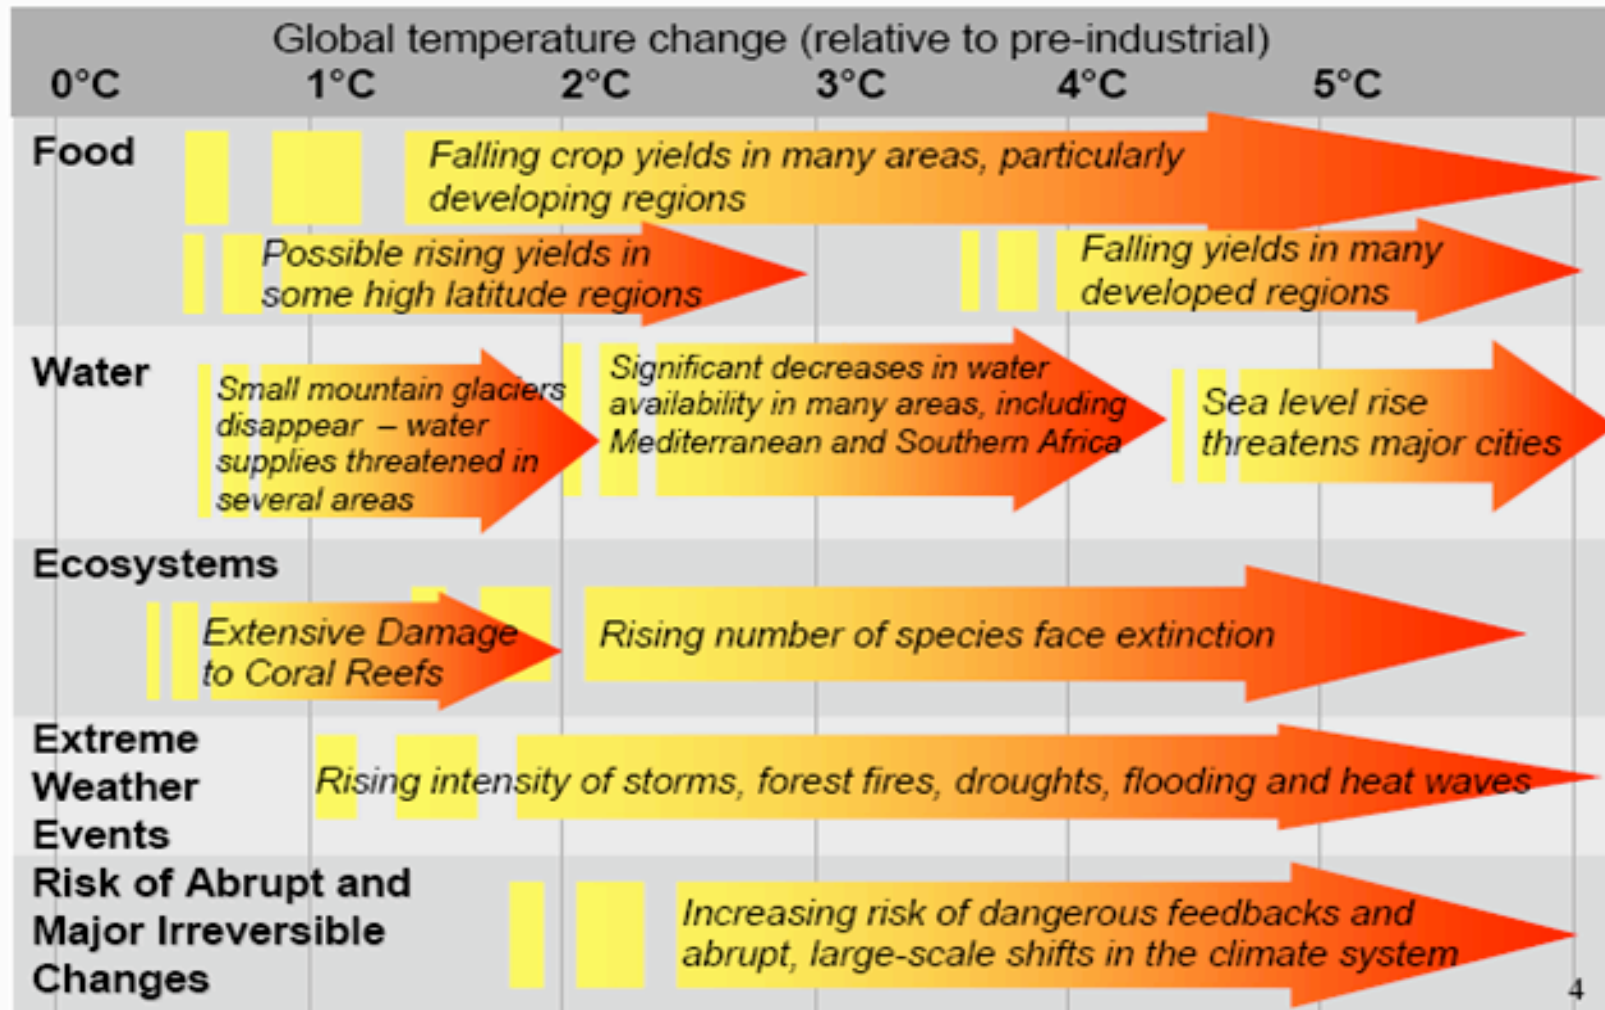 Global temperature change (relative to pre-industrial)
0°C 1°C 2°C 3°C 4°C 5°C
Food
Falling crop yields in many areas, particularly
developing regions
Possible rising yields in
some high latitude regions
Falling yields in many
developed regions
Water
Small mountain glaciers
disappear – water
supplies threatened in
several areas
Significant decreases in water
availability in many areas, including
Mediterranean and Southern Africa
Sea level rise
threatens major cities
Ecosystems
Extensive Damage
to Coral Reefs
Rising number of species face extinction
Extreme
Weather
Events
Rising intensity of storms, forest fires, droughts, flooding and heat waves
Risk of Abrupt and
Major Irreversible
Changes
Increasing risk of dangerous feedbacks and
abrupt, large-scale shifts in the climate system
4